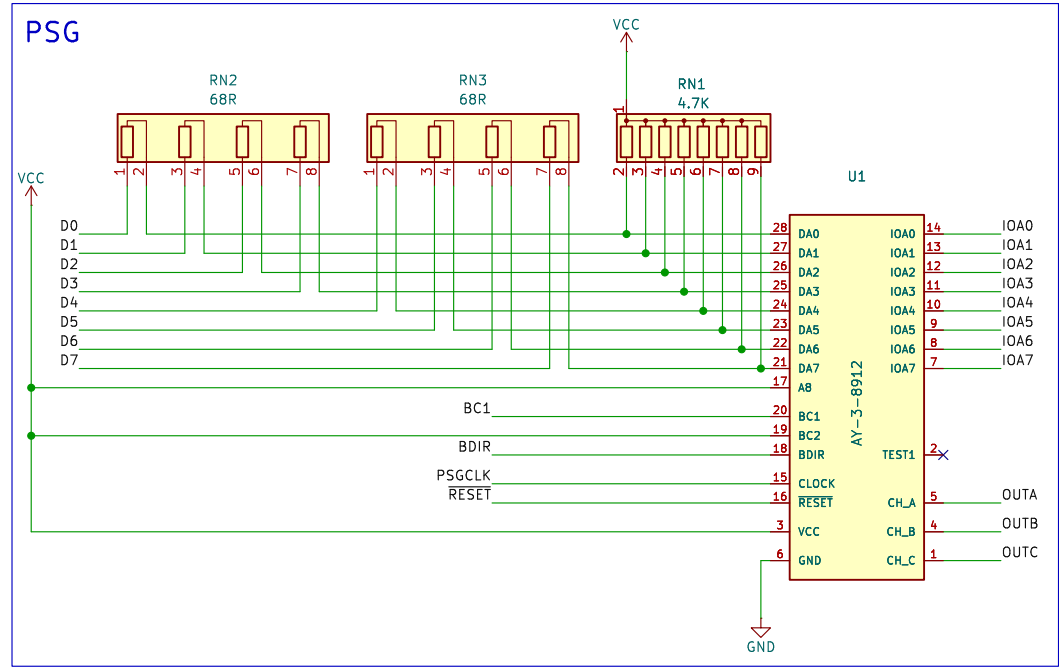 PSG
VCC
RN2
68R
RN3
68R
RN1
4.7K
1
1 2 3 4 5 6 7 8
1 2 3 4 5 6 7 8
2 3 4 5 6 7 8 9
VCC
U1
D0 28 DA0 IOA0 14 IOA0
D1 27 DA1 IOA1 13 IOA1
D2 26 DA2 IOA2 12 IOA2
D3 25 DA3 IOA3 11 IOA3
D4 24 DA4 IOA4 10 IOA4
D5 23 DA5 IOA5 9 IOA5
D6 22 DA6 IOA6 8 IOA6
D7 21 DA7 IOA7 7 IOA7
17 A8
AY-3-8912
BC1 20 BC1
19 BC2
BDIR 18 BDIR TEST1 2
PSGCLK 15 CLOCK
RESET 16 RESET CH_A 5 OUTA
3 VCC CH_B 4 OUTB
6 GND CH_C 1 OUTC
GND